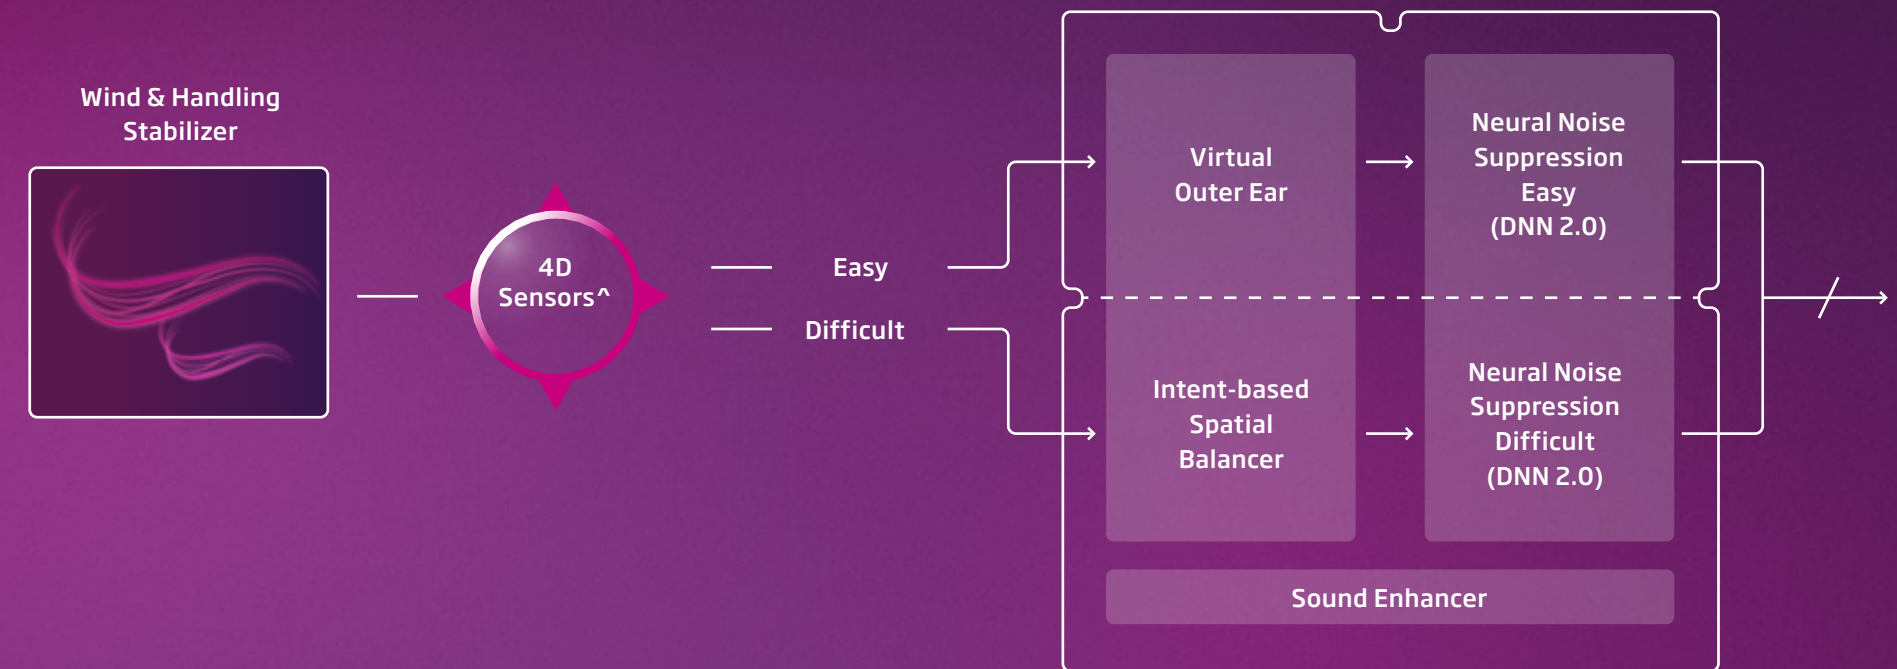 Wind & Handling
Stabilizer
4D
Sensors^
Easy
Difficult
Virtual
Outer Ear
Neural Noise
Suppression
Easy
(DNN 2.0)
Intent-based
Spatial
Balancer
Neural Noise
Suppression
Difficult
(DNN 2.0)
Sound Enhancer